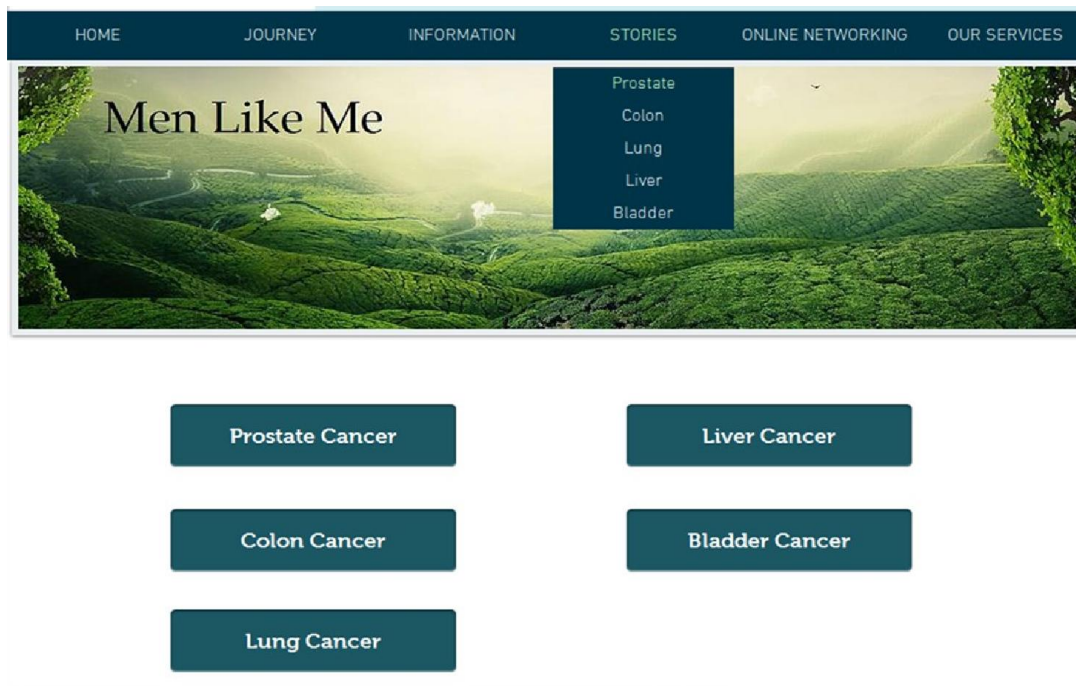 HOME JOURNEY INFORMATION STORIES ONLINE NETWORKING OUR SERVICES
Men Like Me
Prostate
Colon
Lung
Liver
Bladder
Prostate Cancer
Liver Cancer
Colon Cancer
Bladder Cancer
Lung Cancer